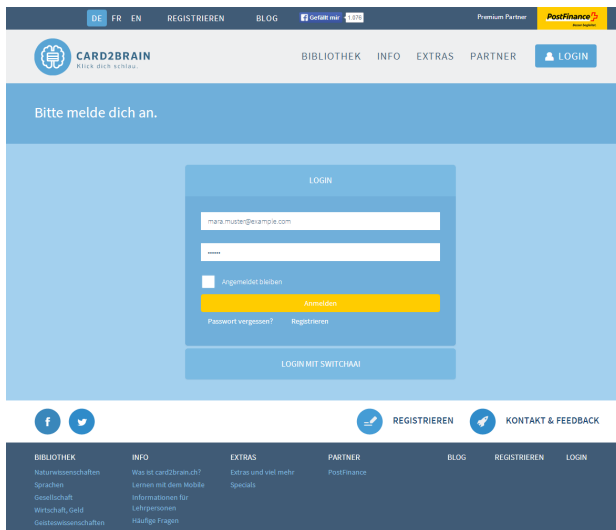 DE FR EN REGISTRIEREN BLOG Gefällt mir 1.076 Premium Partner PostFinance
CARD2BRAIN
Klick dich schlau.
BIBLIOTHEK INFO EXTRAS PARTNER LOGIN
Bitte melde dich an.
LOGIN
mara.muster@example.com
••••••
Angemeldet bleiben
Anmelden
Passwort vergessen? Registrieren
LOGIN MIT SWITCHAAI
REGISTRIEREN KONTAKT & FEEDBACK
BIBLIOTHEK INFO EXTRAS PARTNER BLOG REGISTRIEREN LOGIN
Naturwissenschaften Was ist card2brain.ch? Extras und viel mehr PostFinance
Sprachen Lernen mit dem Mobile Specials
Gesellschaft Informationen für
Wirtschaft, Geld Lehrpersonen
Geisteswissenschaften Häufige Fragen